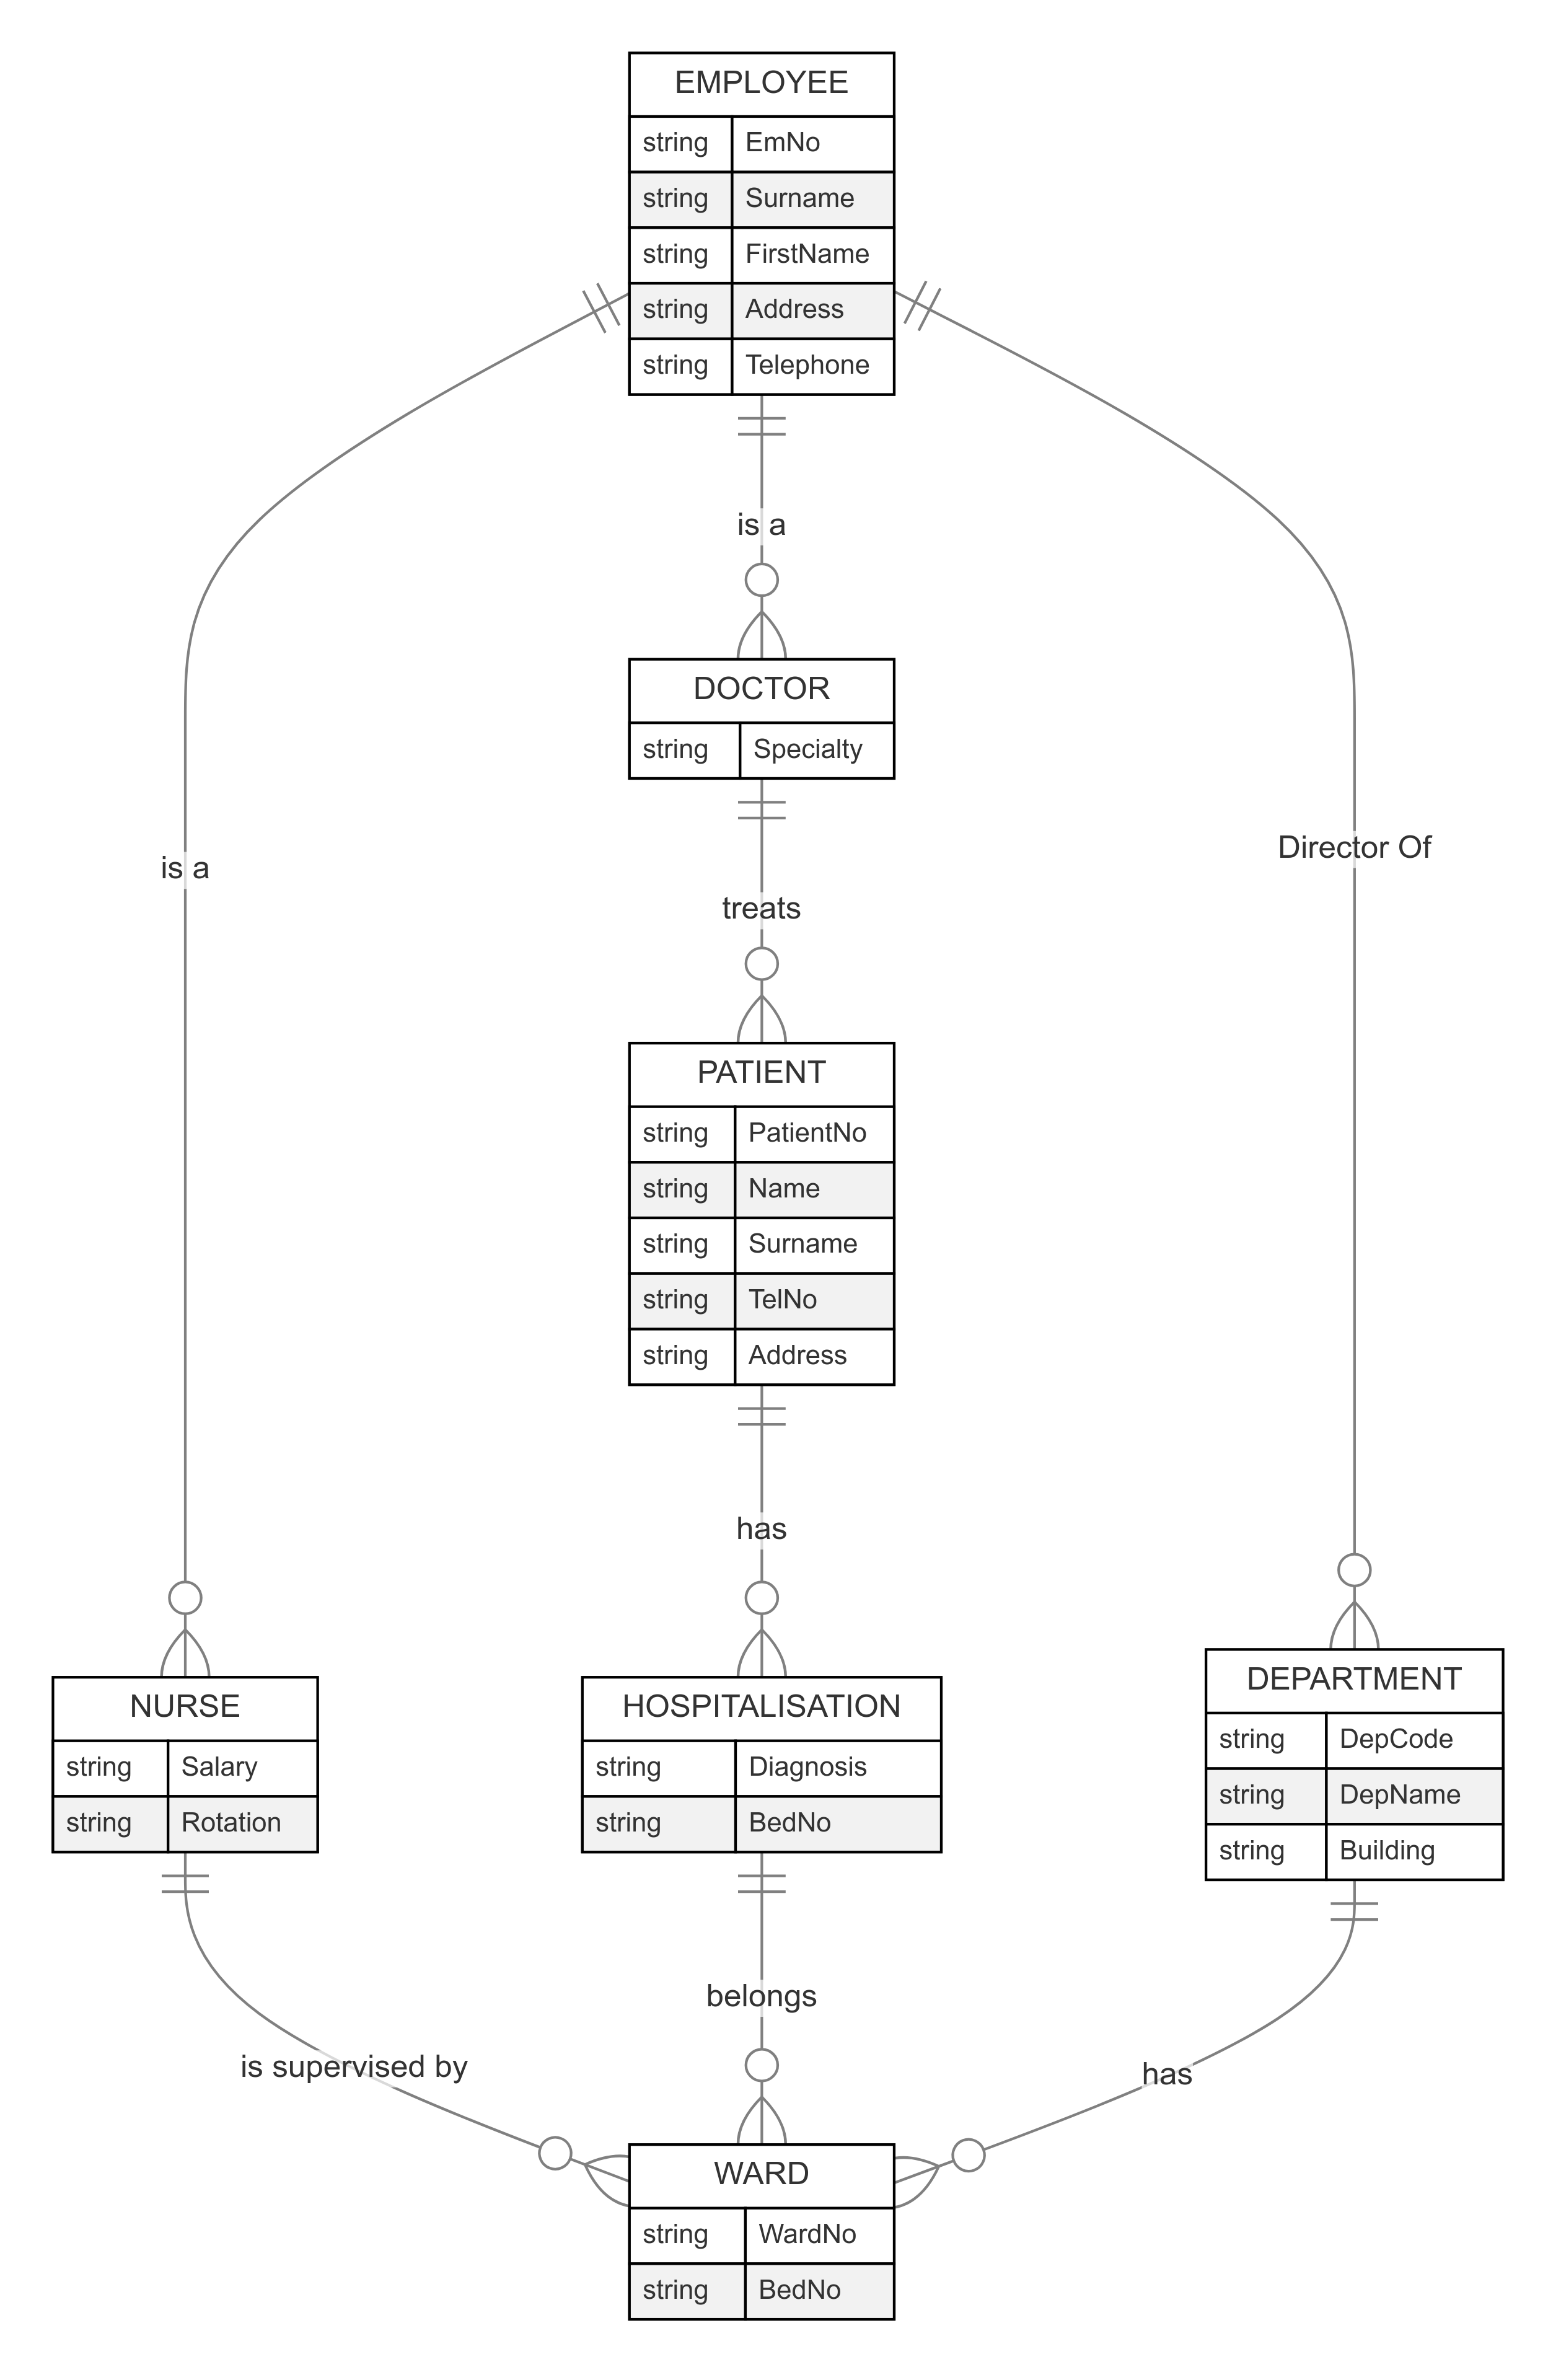 EMPLOYEE
string EmNo
string Surname
string FirstName
string Address
string Telephone
is a
DOCTOR
string Specialty
Director Of
is a
treats
PATIENT
string PatientNo
string Name
string Surname
string TelNo
string Address
has
NURSE
string Salary
string Rotation
HOSPITALISATION
string Diagnosis
string BedNo
DEPARTMENT
string DepCode
string DepName
string Building
belongs
is supervised by
has
WARD
string WardNo
string BedNo